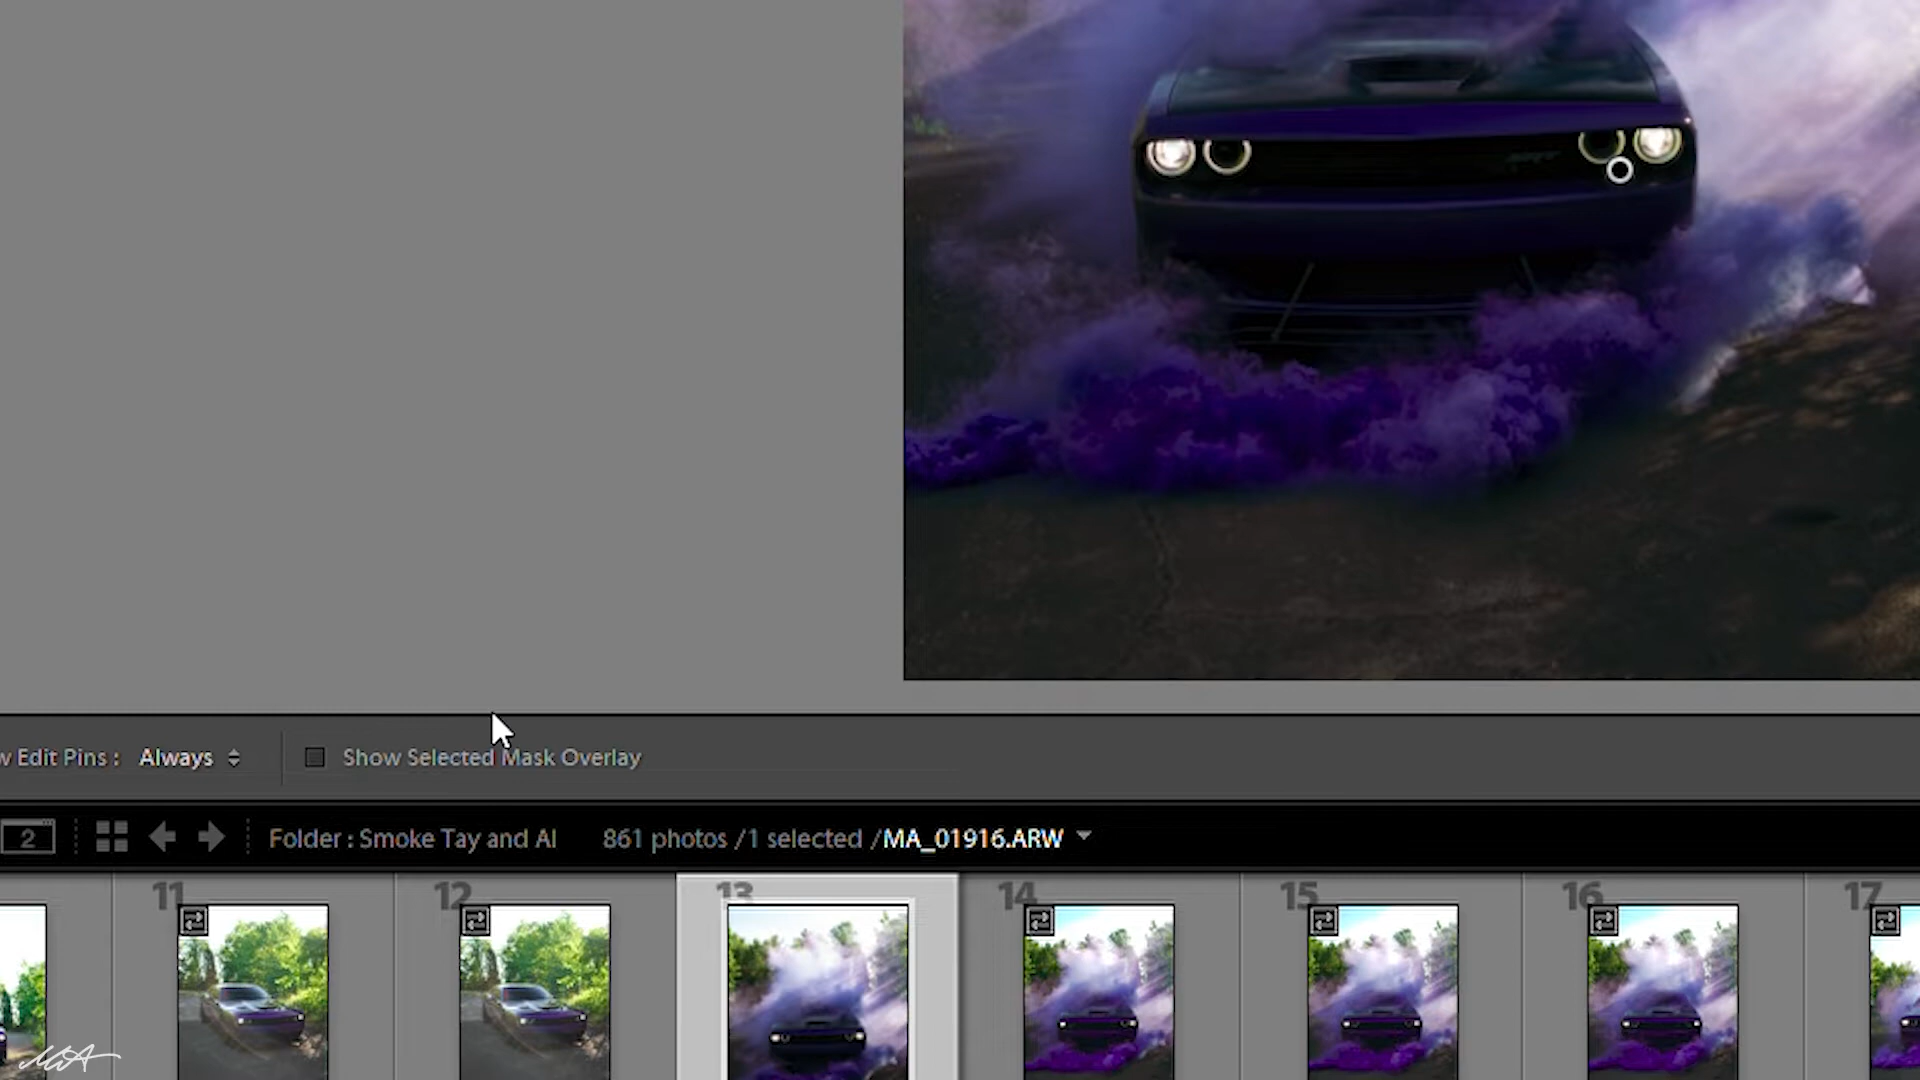 w Edit Pins : Always
Show Selected Mask Overlay
2
Folder : Smoke Tay and Al
861 photos /1 selected /MA_01916.ARW
11
12
13
14
15
16
17
MA